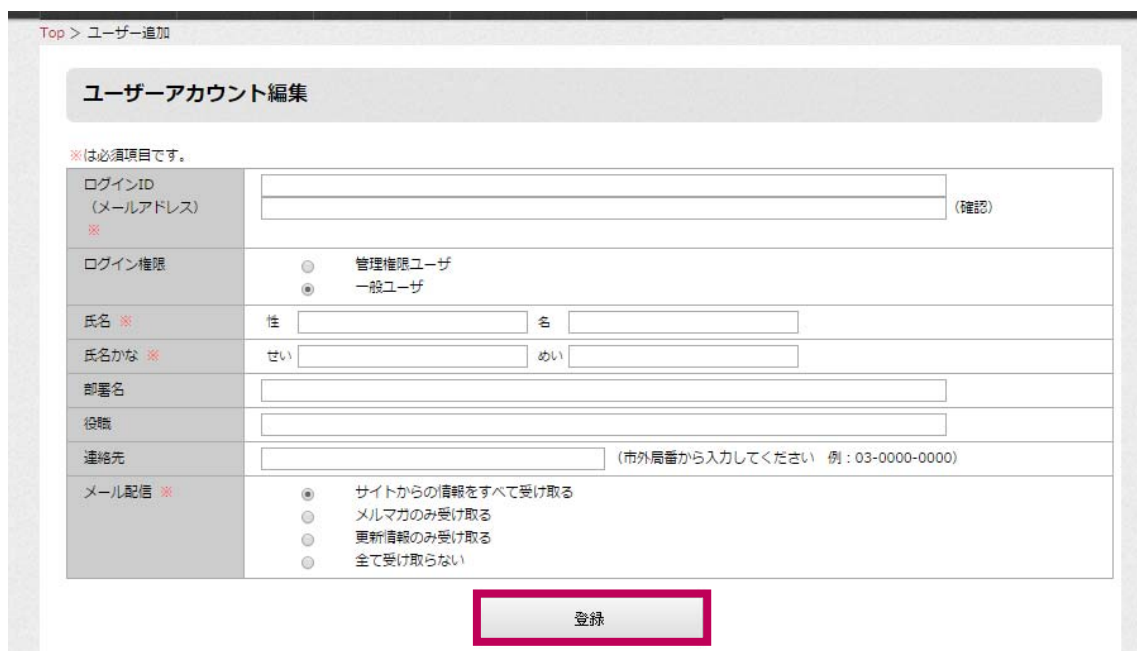 Top > ユーザー追加
ユーザーアカウント編集
※は必須項目です。
ログインID
（メールアドレス）
※
（確認）
ログイン権限
管理権限ユーザ
一般ユーザ
氏名 ※ 性 名
氏名かな ※ せい めい
部署名
役職
連絡先 （市外局番から入力してください 例：03-0000-0000）
メール配信 ※ サイトからの情報をすべて受け取る
メルマガのみ受け取る
更新情報のみ受け取る
全て受け取らない
登録